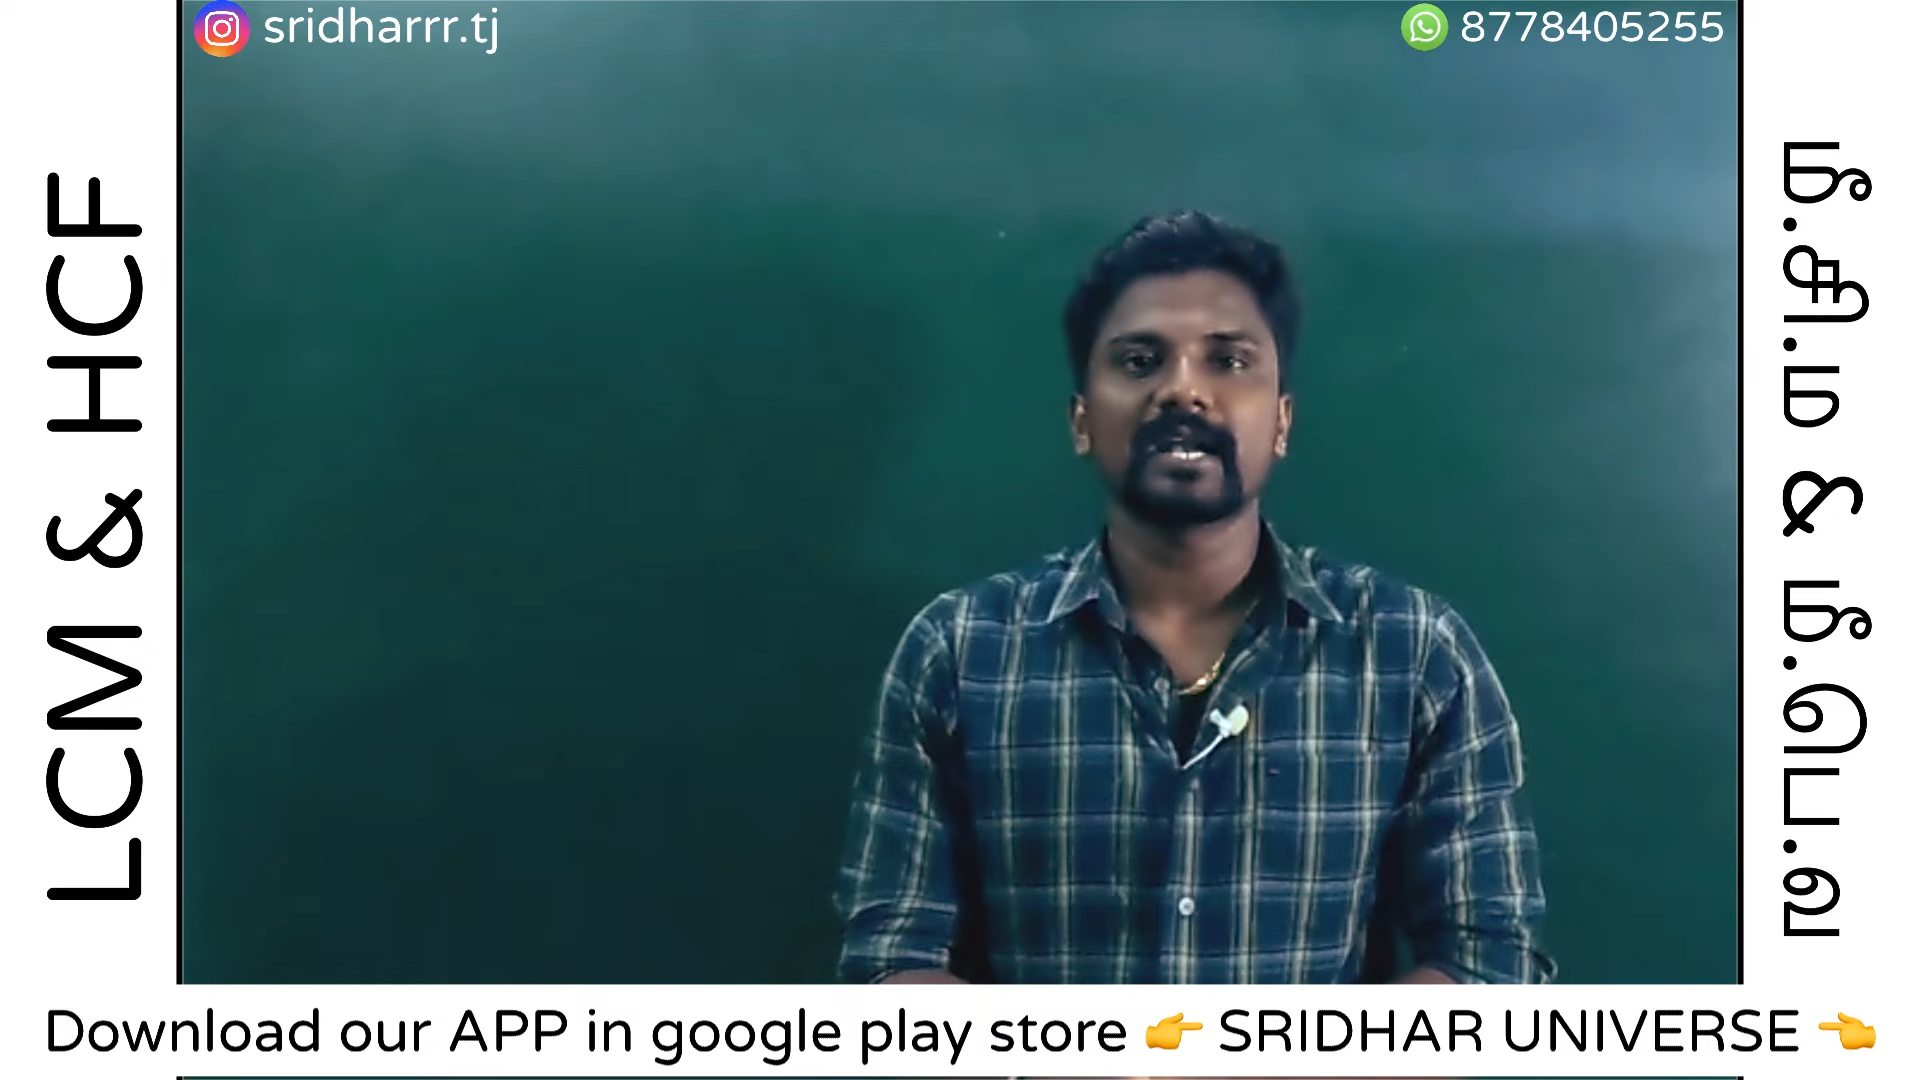 sridharrr.tj
8778405255
LCM & HCF
மீ.சி.ம & மீ.பெ.வ
Download our APP in google play store 👉 SRIDHAR UNIVERSE 👈